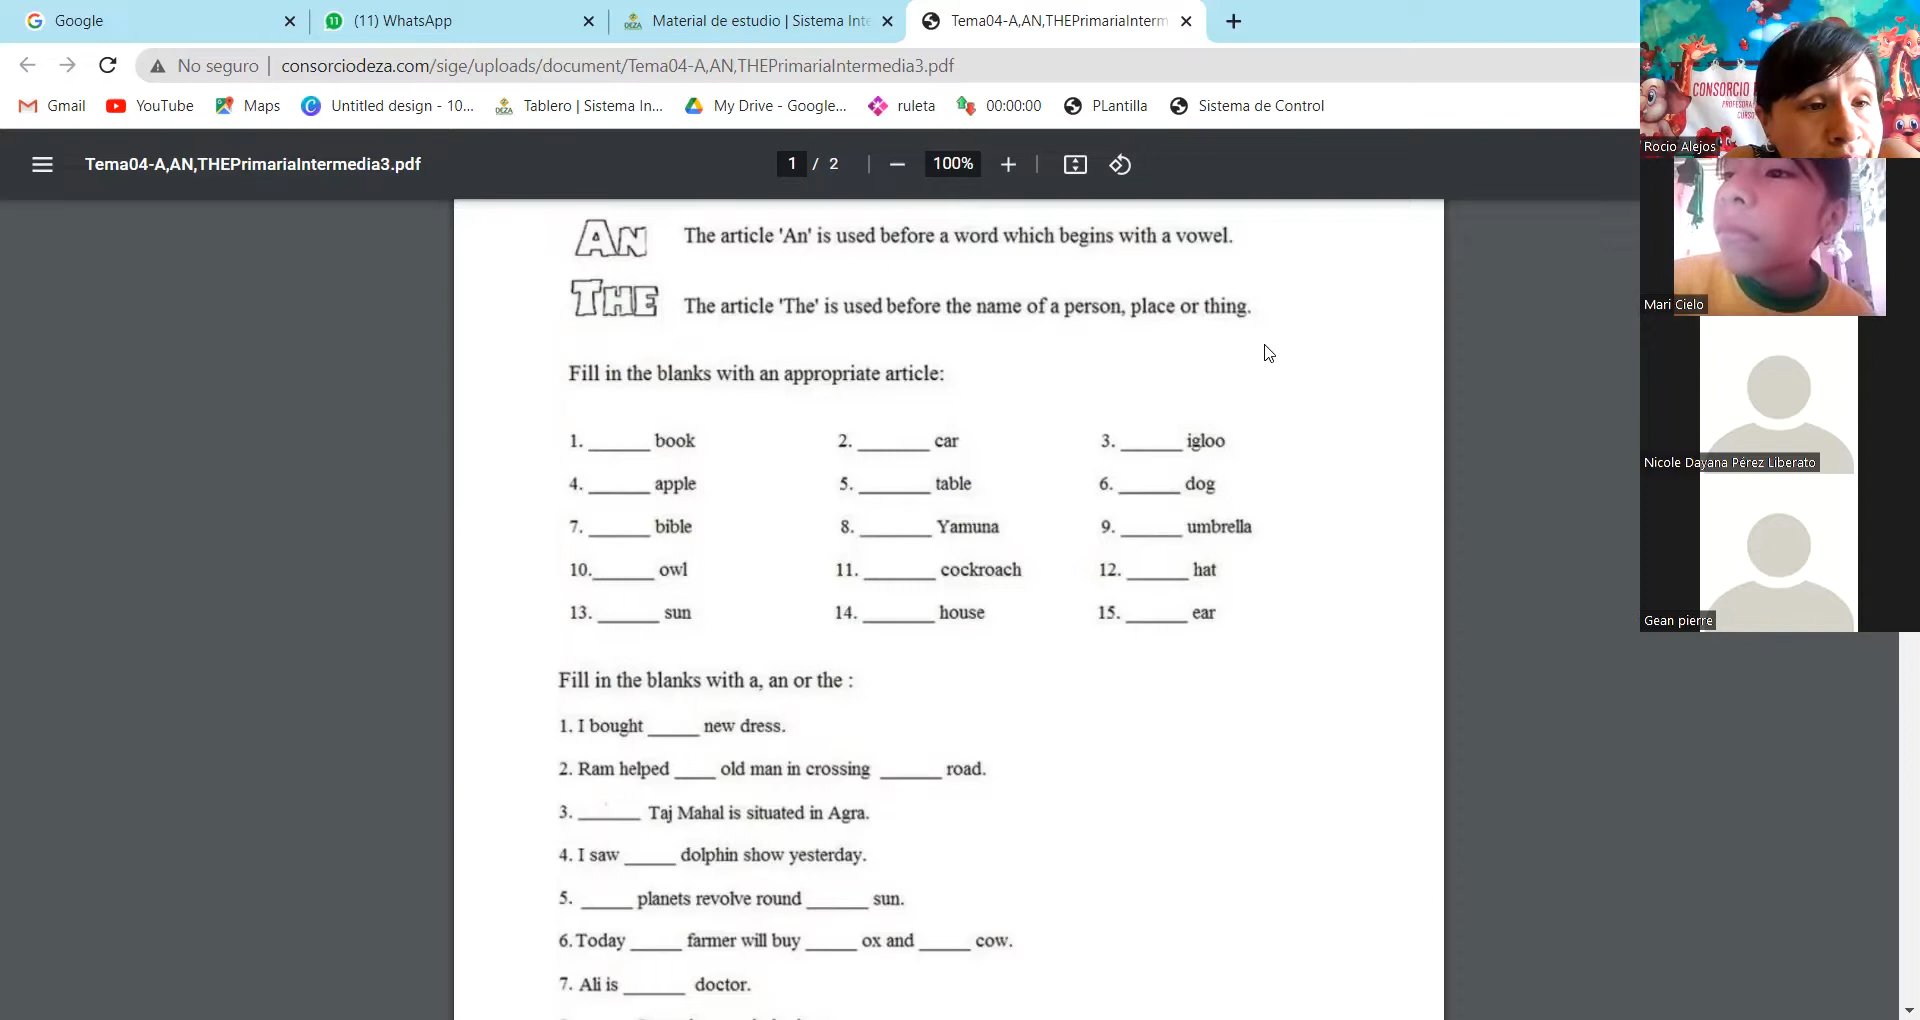 Google
(11) WhatsApp
Material de estudio | Sistema Inte
Tema04-A,AN,THEPrimariaInterm
No seguro | consorciodeza.com/sige/uploads/document/Tema04-A,AN,THEPrimariaIntermedia3.pdf
Gmail YouTube Maps Untitled design - 10... Tablero | Sistema In... My Drive - Google... ruleta 00:00:00 PLantilla Sistema de Control
Tema04-A,AN,THEPrimariaIntermedia3.pdf 1 / 2 100%
AN The article 'An' is used before a word which begins with a vowel.
THE The article 'The' is used before the name of a person, place or thing.
Fill in the blanks with an appropriate article:
1. ______ book 2. ______ car 3. ______ igloo
4. ______ apple 5. ______ table 6. ______ dog
7. ______ bible 8. ______ Yamuna 9. ______ umbrella
10. ______ owl 11. ______ cockroach 12. ______ hat
13. ______ sun 14. ______ house 15. ______ ear
Fill in the blanks with a, an or the :
1. I bought _____ new dress.
2. Ram helped ____ old man in crossing ______ road.
3. ______ Taj Mahal is situated in Agra.
4. I saw _____ dolphin show yesterday.
5. _____ planets revolve round ______ sun.
6. Today _____ farmer will buy _____ ox and _____ cow.
7. Ali is ______ doctor.
CONSORCIO
Rocio Alejos
Mari Cielo
Nicole Dayana Pérez Liberato
Gean pierre